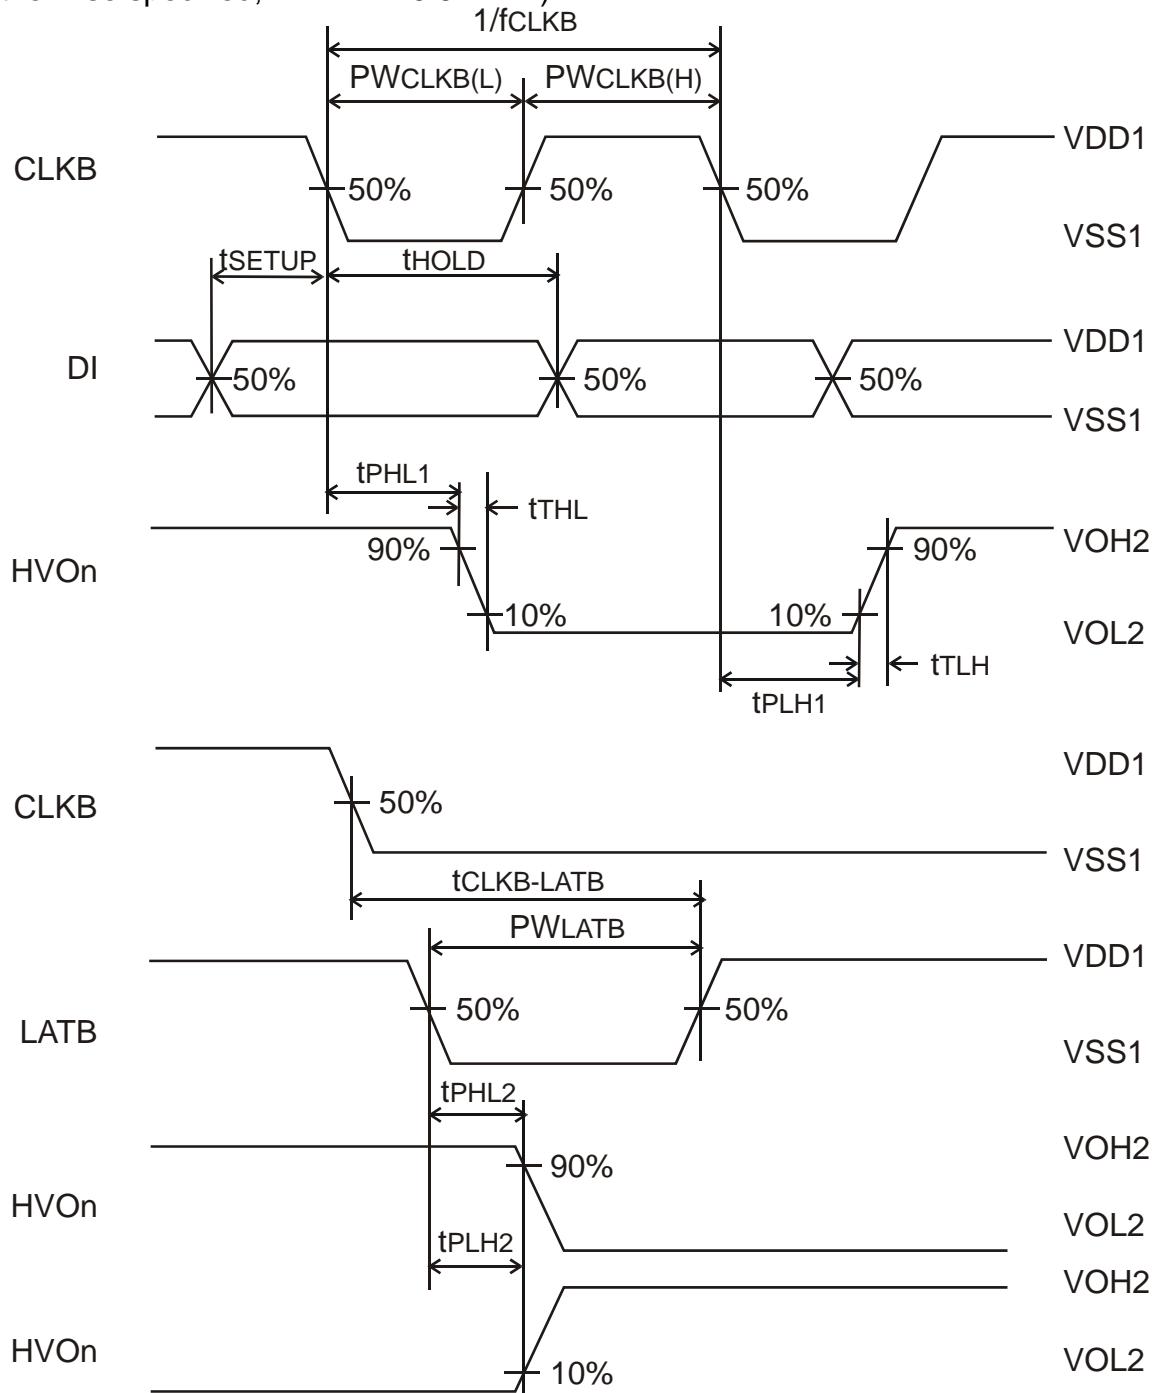 1/fCLKB
PWCLKB(L) PWCLKB(H)
CLKB VDD1
50% 50% 50%
VSS1
tSETUP tHOLD
DI VDD1
50% 50% 50%
VSS1
tPHL1
tTHL
HVOn 90% 90% VOH2
10% 10% VOL2
tTLH
tPLH1
CLKB VDD1
50%
VSS1
tCLKB-LATB
PWLATB
VDD1
LATB 50% 50%
VSS1
tPHL2
VOH2
90%
HVOn
VOL2
tPLH2
VOH2
HVOn VOL2
10%